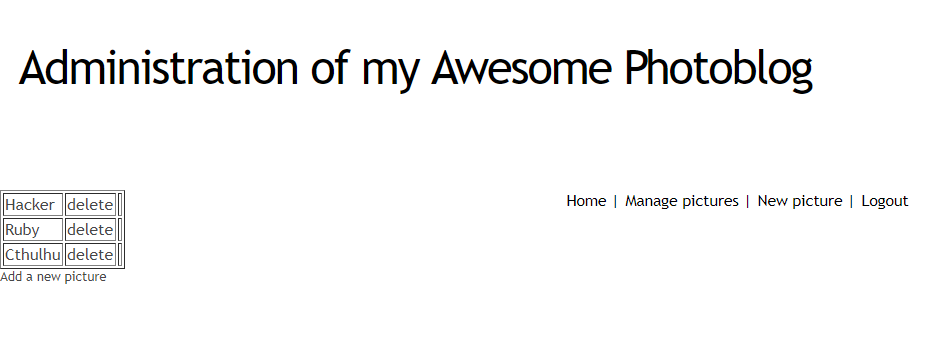 Administration of my Awesome Photoblog
Home | Manage pictures | New picture | Logout
Hacker delete
Ruby delete
Cthulhu delete
Add a new picture